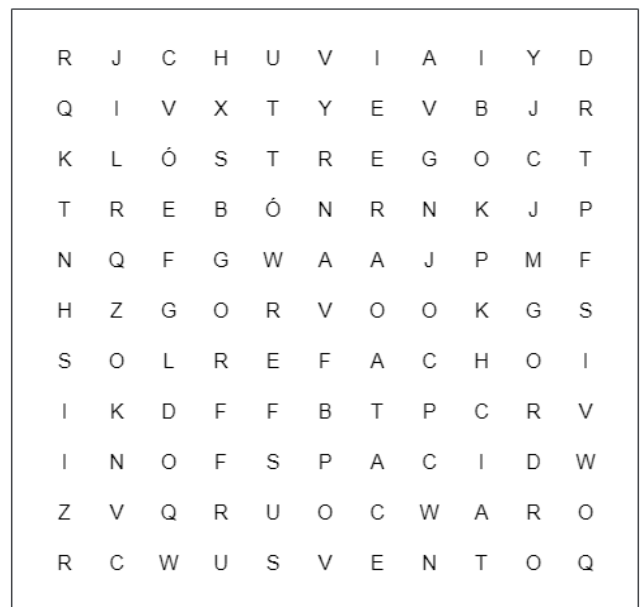 R J C H U V I A I Y D
Q I V X T Y E V B J R
K L Ó S T R E G O C T
T R E B Ó N R N K J P
N Q F G W A A J P M F
H Z G O R V O O K G S
S O L R E F A C H O I
I K D F F B T P C R V
I N O F S P A C I D W
Z V Q R U O C W A R O
R C W U S V E N T O Q